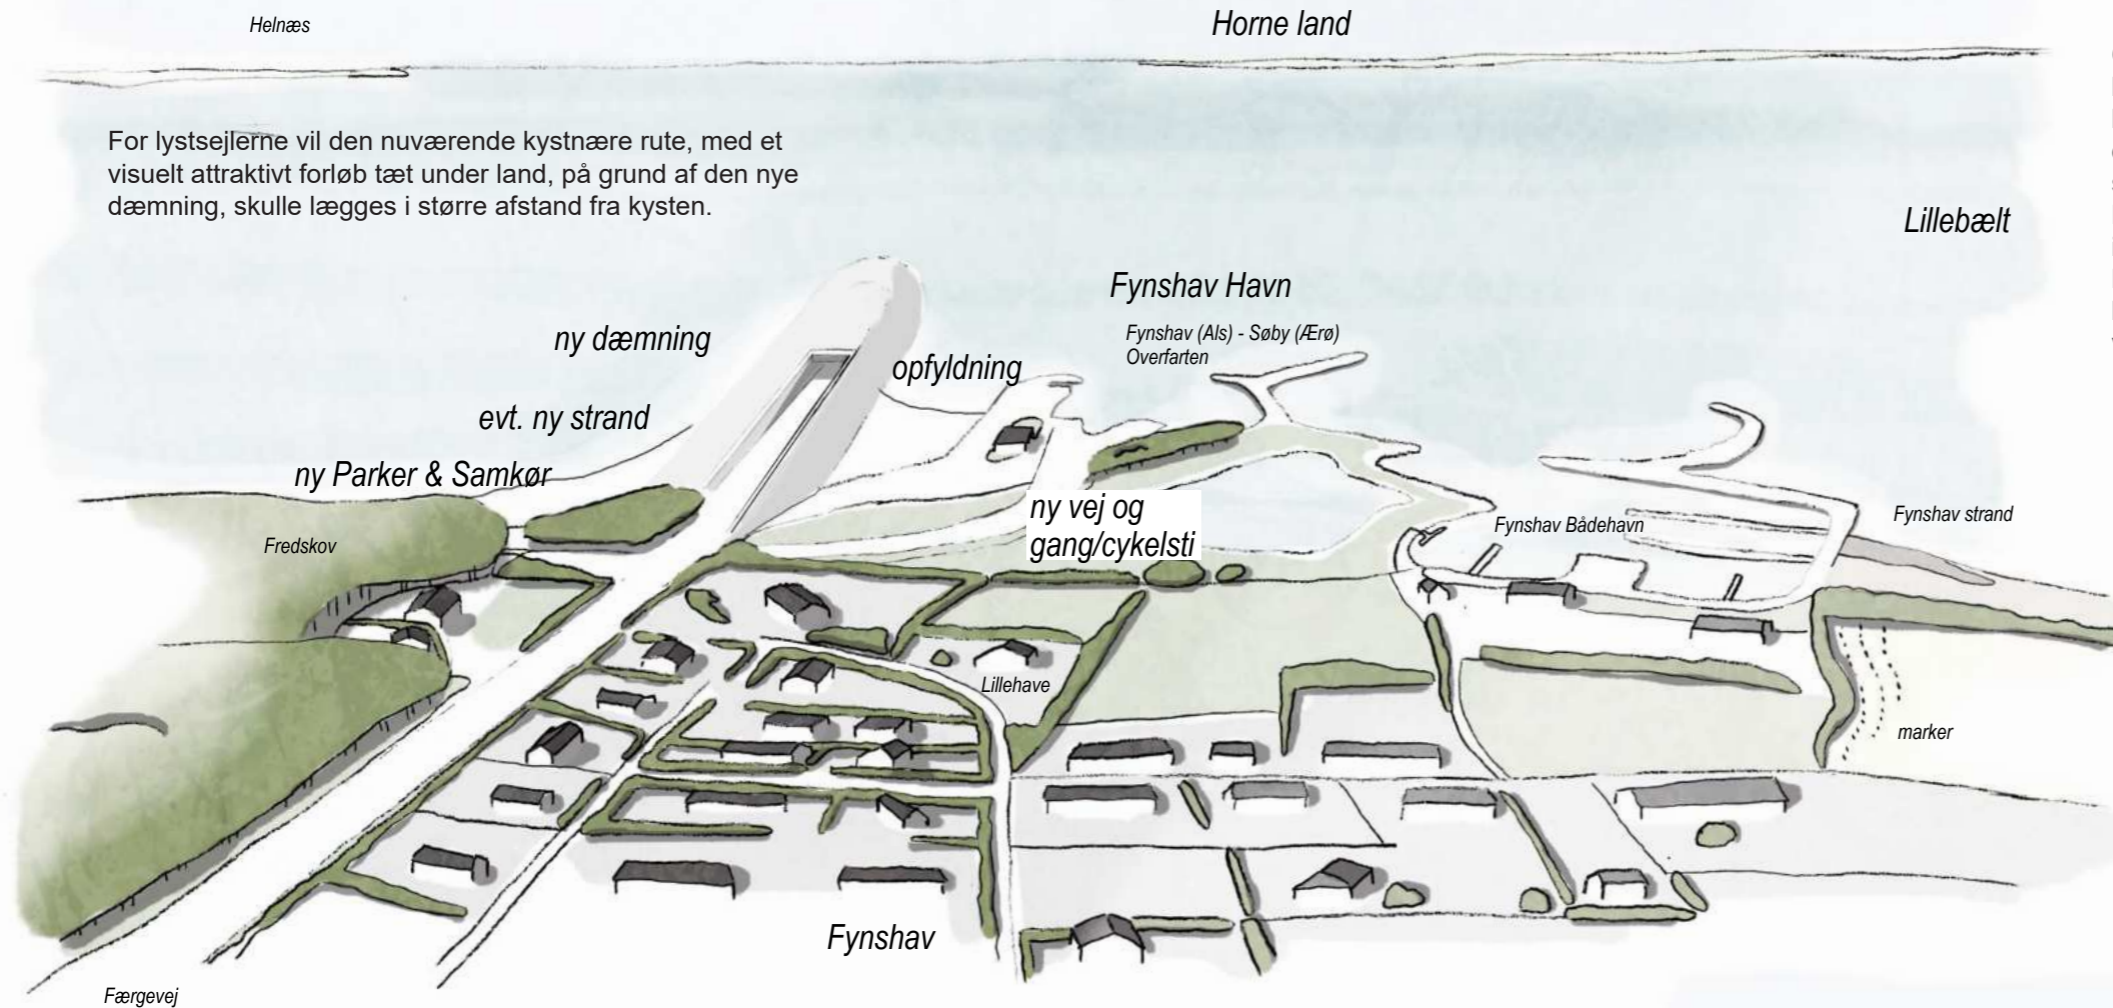 Helnæs
Horne land
For lystsejlerne vil den nuværende kystnære rute, med et
visuelt attraktivt forløb tæt under land, på grund af den nye
dæmning, skulle lægges i større afstand fra kysten.
Lillebælt
Fynshav Havn
Fynshav (Als) - Søby (Ærø)
Overfarten
ny dæmning
opfyldning
evt. ny strand
ny Parker & Samkør
ny vej og
gang/cykelsti
Fynshav Bådehavn
Fynshav strand
Fredskov
Lillehave
marker
Fynshav
Færgevej